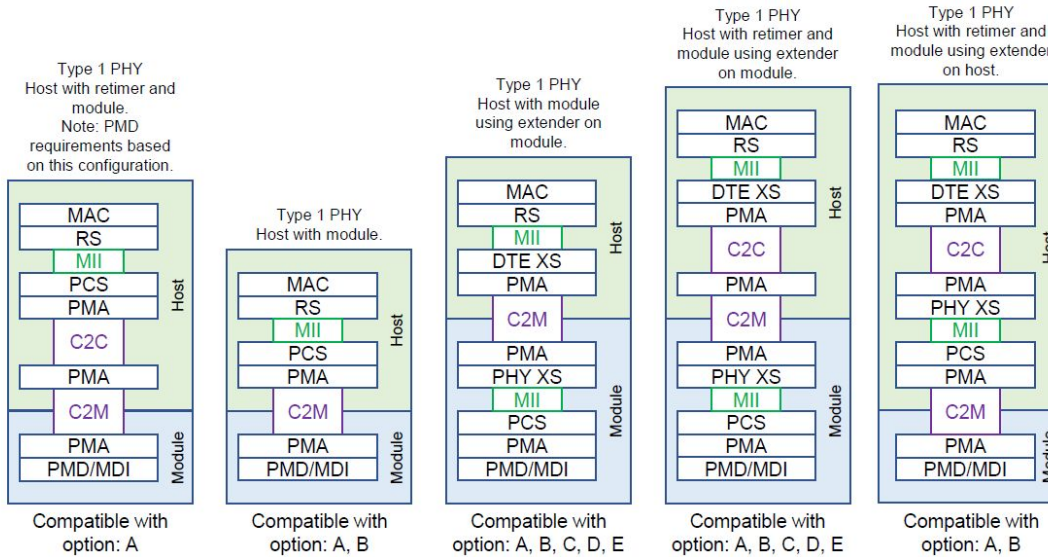 Type 1 PHY
Host with retimer and
module.
Note: PMD
requirements based
on this configuration.
MAC
RS
MII
PCS
PMA
C2C
PMA
C2M
PMA
PMD/MDI
Host
Module
Compatible with
option: A
Type 1 PHY
Host with module.
MAC
RS
MII
PCS
PMA
C2M
PMA
PMD/MDI
Host
Module
Compatible with
option: A, B
Type 1 PHY
Host with module
using extender on
module.
MAC
RS
MII
DTE XS
PMA
C2M
PMA
PHY XS
MII
PCS
PMA
PMD/MDI
Host
Module
Compatible with
option: A, B, C, D, E
Type 1 PHY
Host with retimer and
module using extender
on module.
MAC
RS
MII
DTE XS
PMA
C2C
PMA
C2M
PMA
PHY XS
MII
PCS
PMA
PMD/MDI
Host
Module
Compatible with
option: A, B, C, D, E
Type 1 PHY
Host with retimer and
module using extender
on host.
MAC
RS
MII
DTE XS
PMA
C2C
PMA
PHY XS
MII
PCS
PMA
C2M
PMA
PMD/MDI
Host
Module
Compatible with
option: A, B